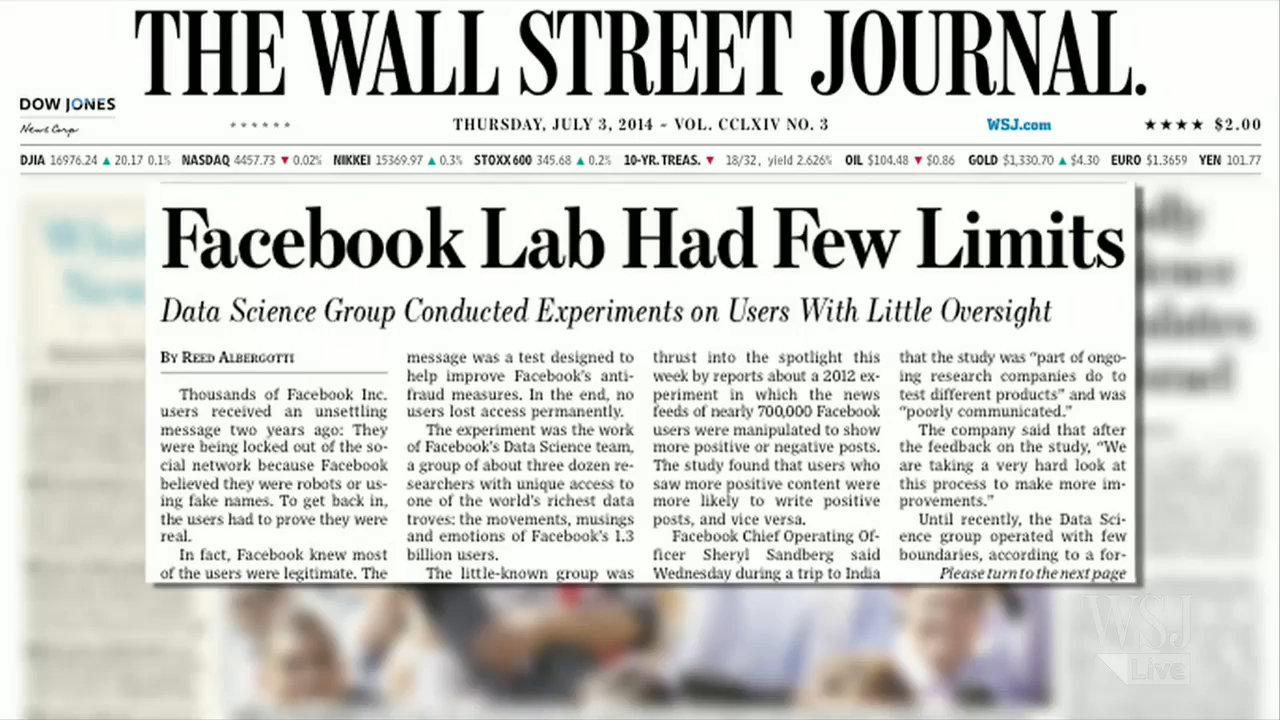 THE WALL STREET JOURNAL.
DOW JONES
News Corp
* * * * * *
THURSDAY, JULY 3, 2014 ~ VOL. CCLXIV NO. 3
WSJ.com
★★★★ $2.00
DJIA 16976.24 ▲ 20.17 0.1% NASDAQ 4457.73 ▼ 0.02% NIKKEI 15369.97 ▲ 0.3% STOXX 600 345.68 ▲ 0.2% 10-YR. TREAS. ▼ 18/32, yield 2.626% OIL $104.48 ▼ $0.86 GOLD $1,330.70 ▲ $4.30 EURO $1.3659 YEN 101.77
Facebook Lab Had Few Limits
Data Science Group Conducted Experiments on Users With Little Oversight
BY REED ALBERGOTTI
Thousands of Facebook Inc.
users received an unsettling
message two years ago: They
were being locked out of the so-
cial network because Facebook
believed they were robots or us-
ing fake names. To get back in,
the users had to prove they were
real.
In fact, Facebook knew most
of the users were legitimate. The
message was a test designed to
help improve Facebook's anti-
fraud measures. In the end, no
users lost access permanently.
The experiment was the work
of Facebook's Data Science team,
a group of about three dozen re-
searchers with unique access to
one of the world's richest data
troves: the movements, musings
and emotions of Facebook's 1.3
billion users.
The little-known group was
thrust into the spotlight this
week by reports about a 2012 ex-
periment in which the news
feeds of nearly 700,000 Facebook
users were manipulated to show
more positive or negative posts.
The study found that users who
saw more positive content were
more likely to write positive
posts, and vice versa.
Facebook Chief Operating Of-
ficer Sheryl Sandberg said
Wednesday during a trip to India
that the study was "part of ongo-
ing research companies do to
test different products" and was
"poorly communicated."
The company said that after
the feedback on the study, "We
are taking a very hard look at
this process to make more im-
provements."
Until recently, the Data Sci-
ence group operated with few
boundaries, according to a for-
Please turn to the next page
WSJ
Live